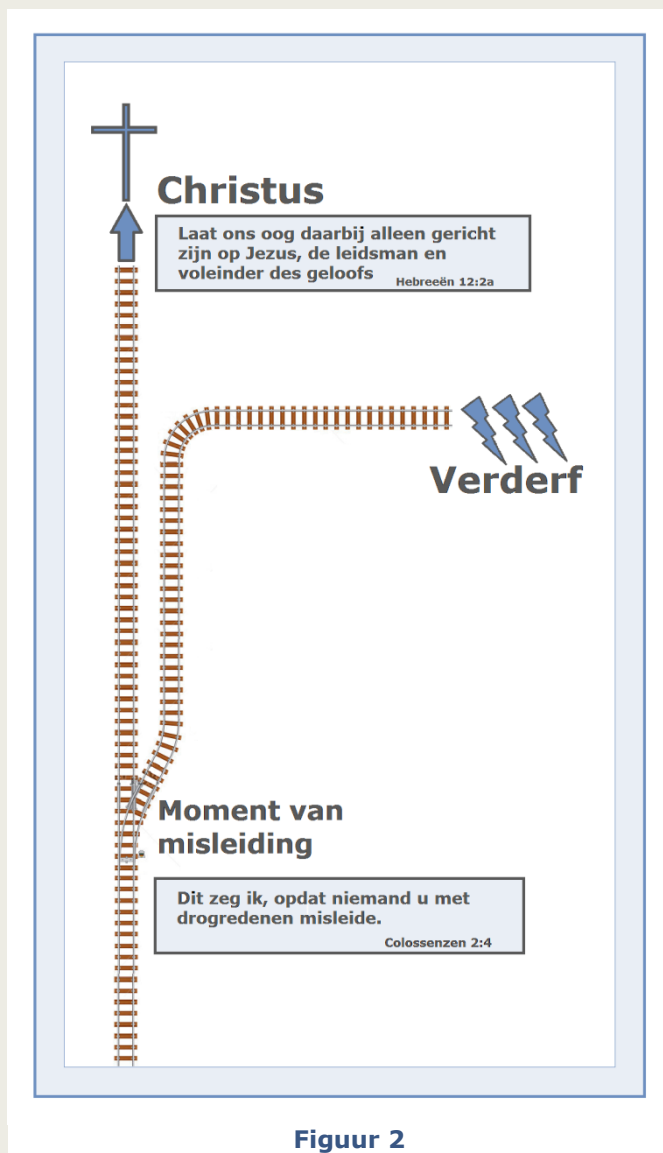 Christus
Laat ons oog daarbij alleen gericht
zijn op Jezus, de leidsman en
voleinder des geloofs
Hebreeën 12:2a
Verderf
Moment van
misleiding
Dit zeg ik, opdat niemand u met
drogredenen misleide.
Colossenzen 2:4
Figuur 2